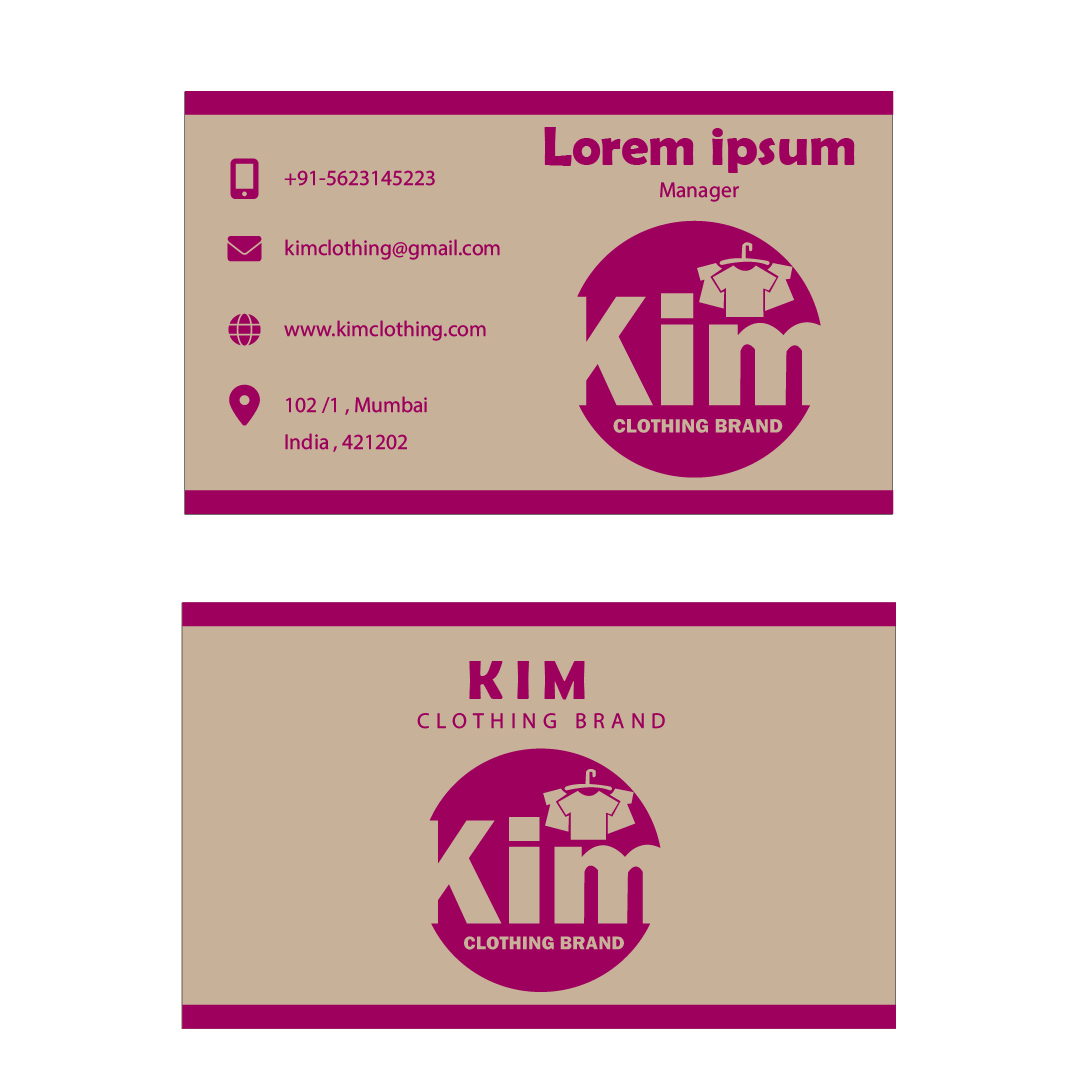 Lorem ipsum
Manager
+91-5623145223
kimclothing@gmail.com
www.kimclothing.com
102 /1 , Mumbai
India , 421202
Kim
CLOTHING BRAND
KIM
CLOTHING BRAND
Kim
CLOTHING BRAND